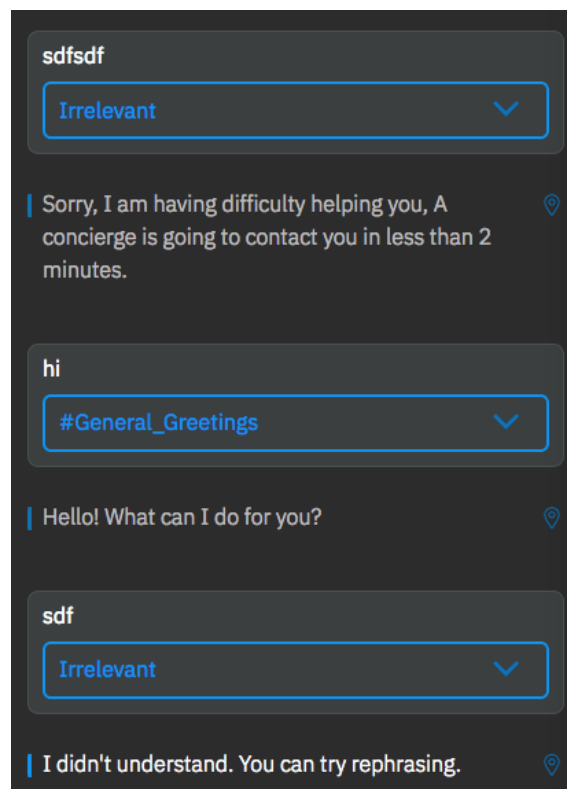 sdfsdf
Irrelevant
Sorry, I am having difficulty helping you, A
concierge is going to contact you in less than 2
minutes.
hi
#General_Greetings
Hello! What can I do for you?
sdf
Irrelevant
I didn't understand. You can try rephrasing.